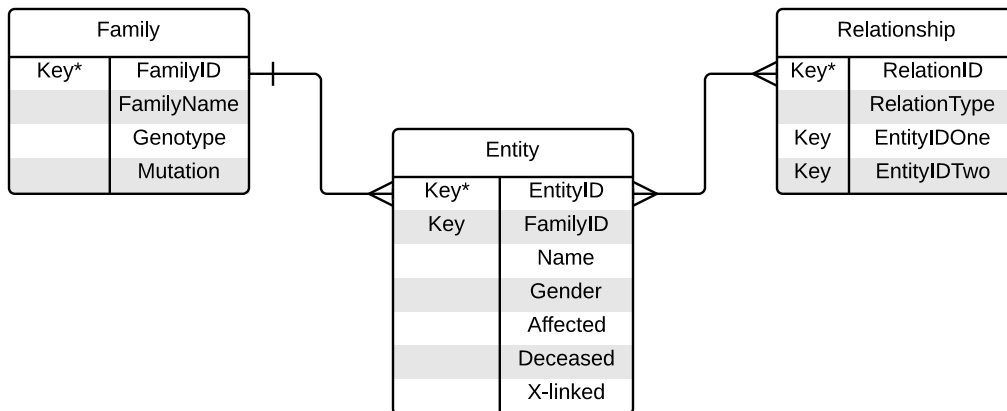 Family
Key* FamilyID
FamilyName
Genotype
Mutation
Entity
Key* EntityID
Key FamilyID
Name
Gender
Affected
Deceased
X-linked
Relationship
Key* RelationID
RelationType
Key EntityIDOne
Key EntityIDTwo